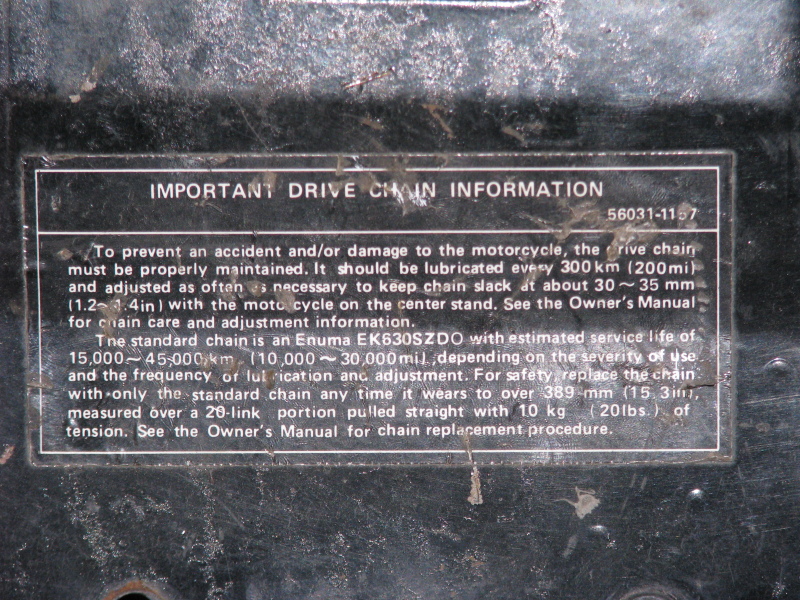 IMPORTANT DRIVE CHAIN INFORMATION
To prevent an accident and/or damage to the motorcycle, the drive chain
must be properly maintained. It should be lubricated every 300 km (200mi)
and adjusted as often as necessary to keep chain slack at about 30 ~ 35 mm
(1.2~1.4in) with the motorcycle on the center stand. See the Owner's Manual
for chain care and adjustment information.
The standard chain is an Enuma EK630SZDO with estimated service life of
15,000~45,000 km (10,000 ~ 30,000mi), depending on the severity of use
and the frequency of lubrication and adjustment. For safety, replace the chain
with only the standard chain any time it wears to over 389 mm (15.3in),
measured over a 20-link portion pulled straight with 10 kg (20lbs.) of
tension. See the Owner's Manual for chain replacement procedure.